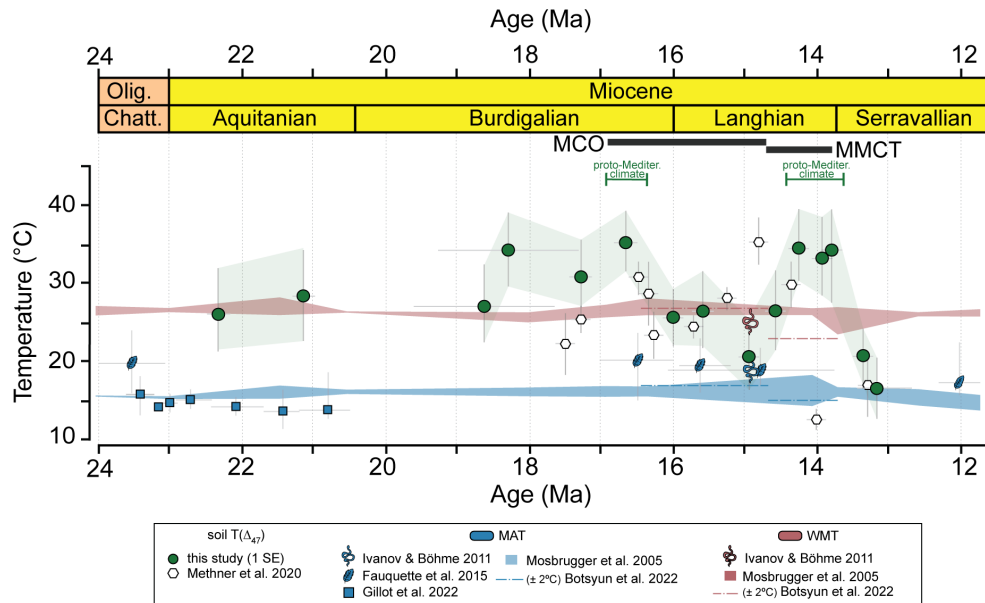 Age (Ma)
24 22 20 18 16 14 12
Olig. Miocene
Chatt. Aquitanian Burdigalian Langhian Serravallian
MCO MMCT
proto-Mediter. climate proto-Mediter. climate
Temperature (°C)
40
30
20
10
24 22 20 18 16 14 12
Age (Ma)
soil T(Δ47) MAT WMT
this study (1 SE) Ivanov & Böhme 2011 Mosbrugger et al. 2005 Ivanov & Böhme 2011
Methner et al. 2020 Fauquette et al. 2015 (± 2ºC) Botsyun et al. 2022 Mosbrugger et al. 2005
Gillot et al. 2022 (± 2ºC) Botsyun et al. 2022